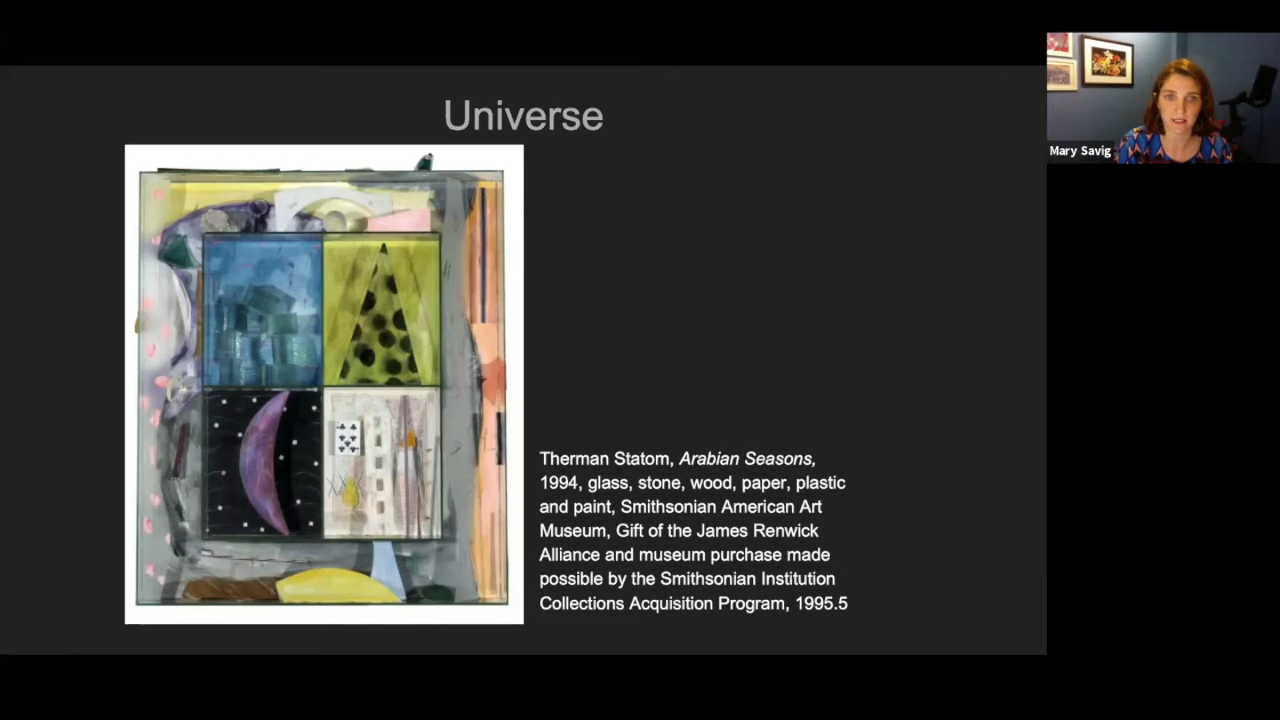 Universe
Mary Savig
Therman Statom, Arabian Seasons,
1994, glass, stone, wood, paper, plastic
and paint, Smithsonian American Art
Museum, Gift of the James Renwick
Alliance and museum purchase made
possible by the Smithsonian Institution
Collections Acquisition Program, 1995.5